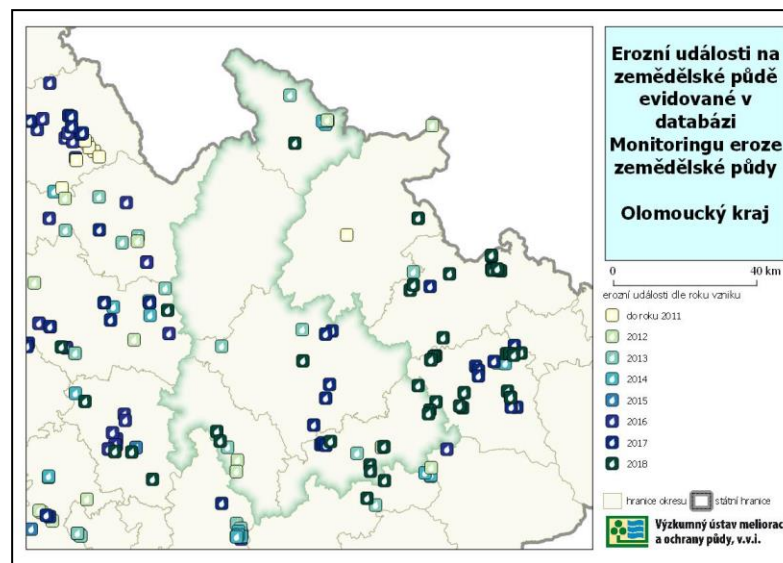 Erozní události na
zemědělské půdě
evidované v
databázi
Monitoringu eroze
zemědělské půdy
Olomoucký kraj
0 40 km
erozní události dle roku vzniku
do roku 2011
2012
2013
2014
2015
2016
2017
2018
hranice okresu státní hranice
Výzkumný ústav meliorac
a ochrany půdy, v.v.i.